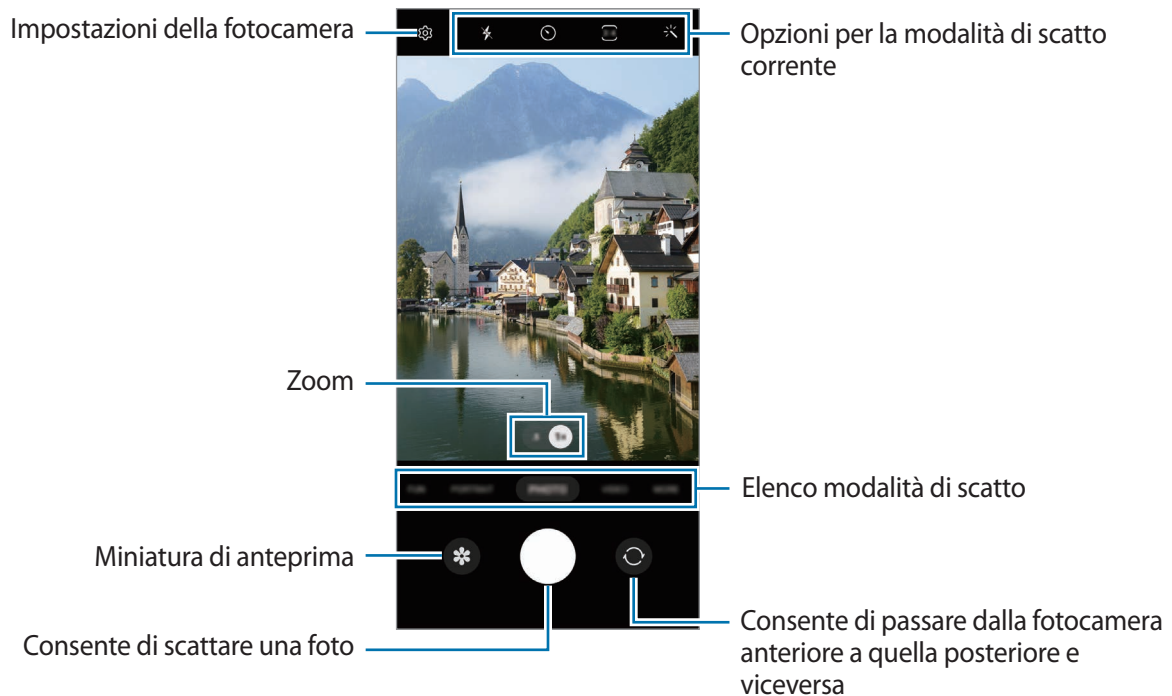 Impostazioni della fotocamera
Opzioni per la modalità di scatto
corrente
Zoom
PHOTO
Elenco modalità di scatto
Miniatura di anteprima
Consente di scattare una foto
Consente di passare dalla fotocamera
anteriore a quella posteriore e
viceversa